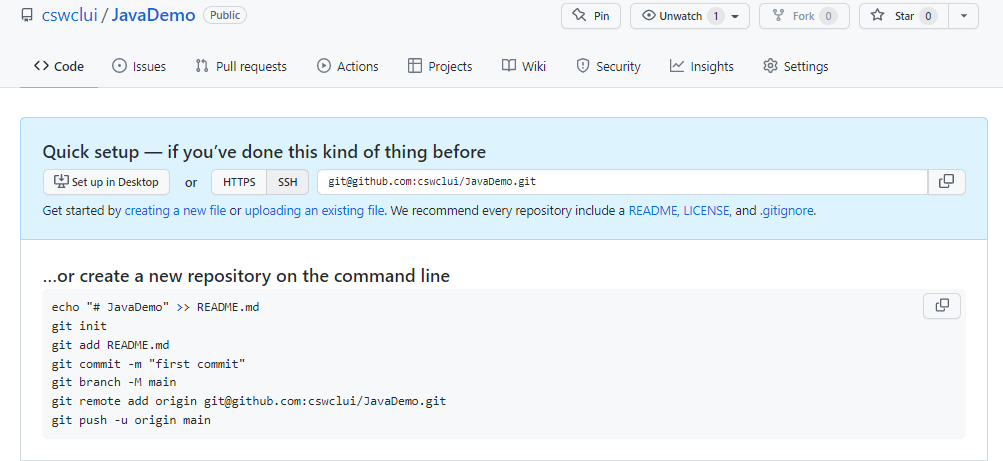 cswclui / JavaDemo Public Pin Unwatch 1 Fork 0 Star 0
Code Issues Pull requests Actions Projects Wiki Security Insights Settings
Quick setup — if you’ve done this kind of thing before
Set up in Desktop or HTTPS SSH git@github.com:cswclui/JavaDemo.git
Get started by creating a new file or uploading an existing file. We recommend every repository include a README, LICENSE, and .gitignore.
…or create a new repository on the command line
echo "# JavaDemo" >> README.md
git init
git add README.md
git commit -m "first commit"
git branch -M main
git remote add origin git@github.com:cswclui/JavaDemo.git
git push -u origin main